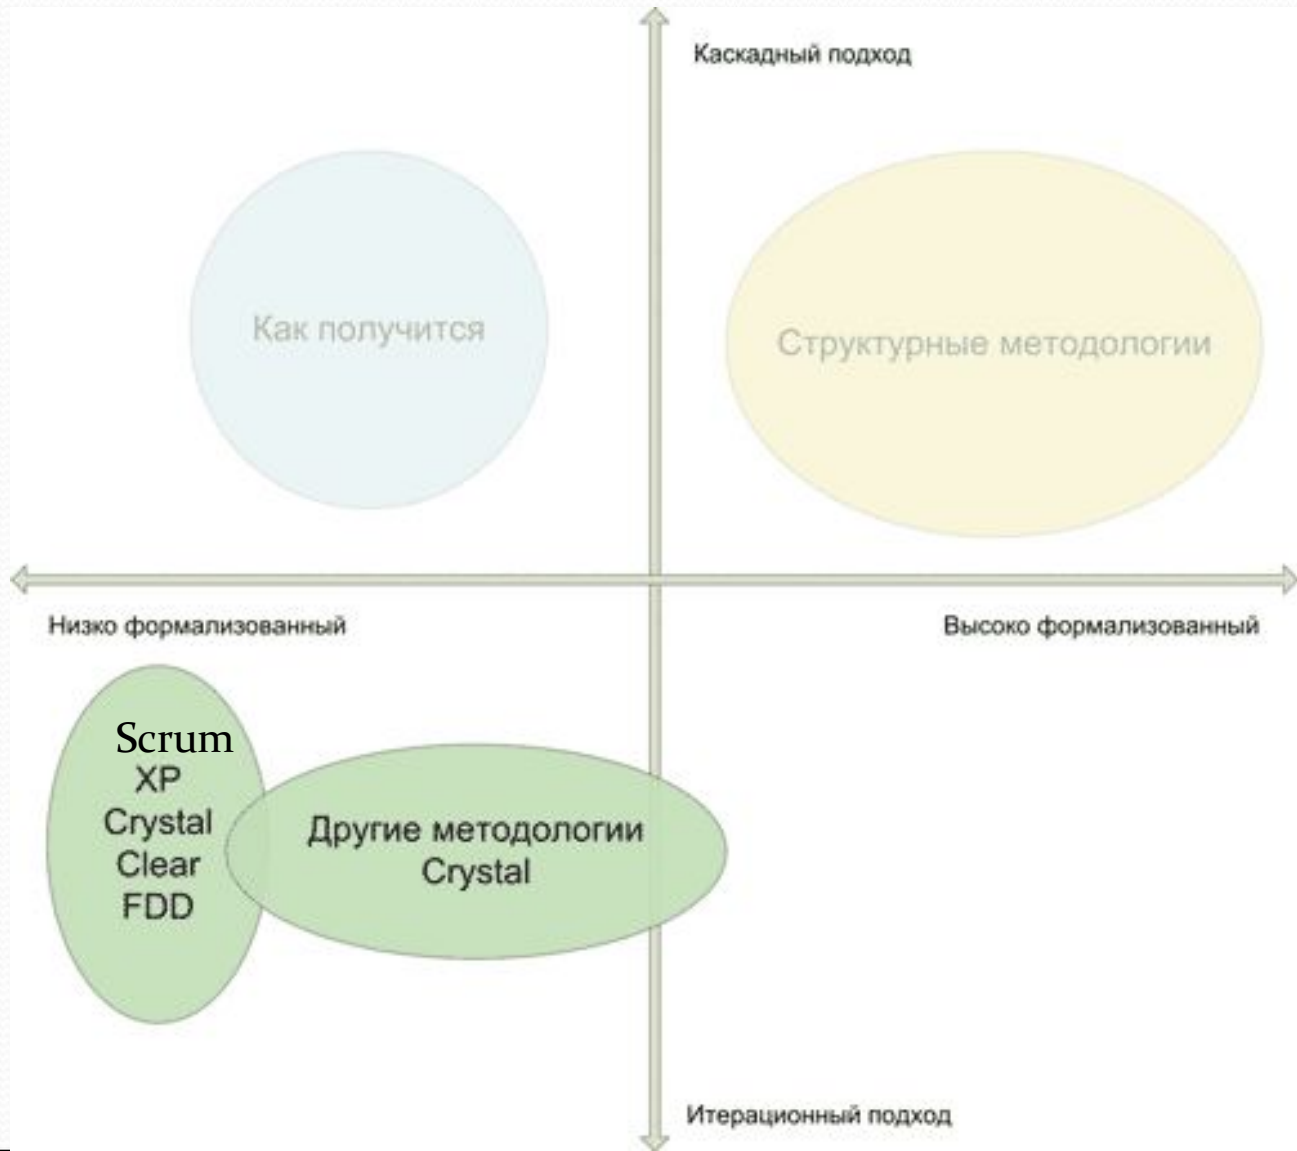 Каскадный подход
Как получится
Структурные методологии
Низко формализованный
Высоко формализованный
Scrum
XP
Crystal
Clear
FDD
Другие методологии
Crystal
Итерационный подход